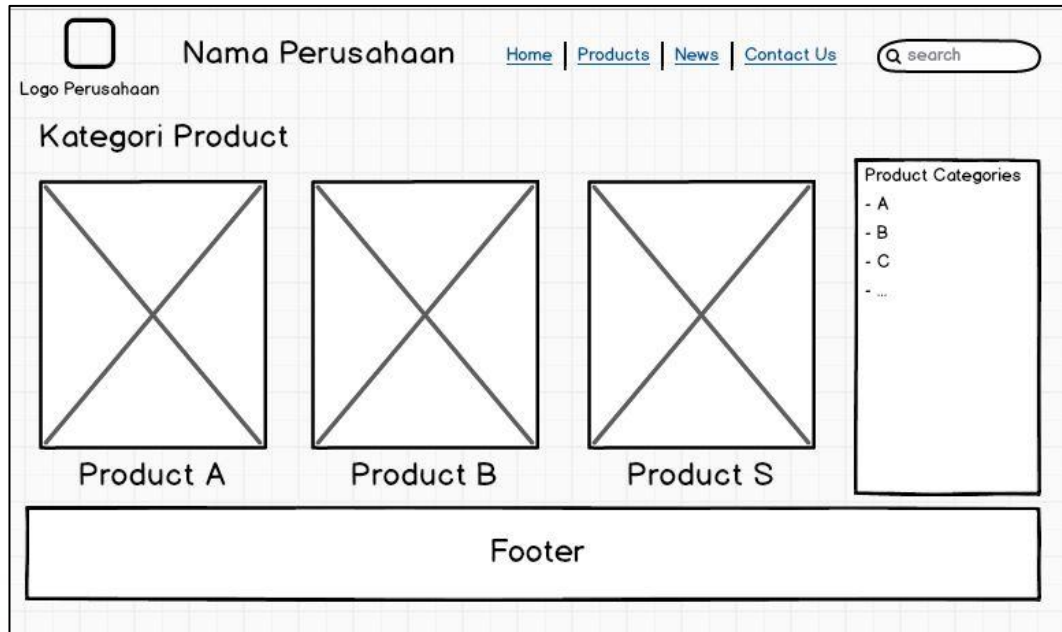 Nama Perusahaan
Home | Products | News | Contact Us
search
Logo Perusahaan
Kategori Product
Product Categories
- A
- B
- C
- ...
Product A
Product B
Product S
Footer